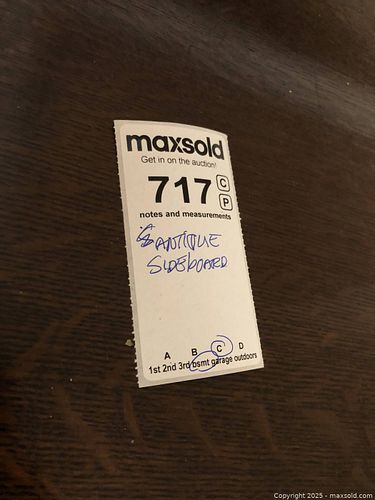 maxsold
Get in on the auction!
717 C
P
notes and measurements
ANTIQUE
SIDEBOARD
A B C D
1st 2nd 3rd bsmt garage outdoors
Copyright © 2025 - maxsold.com